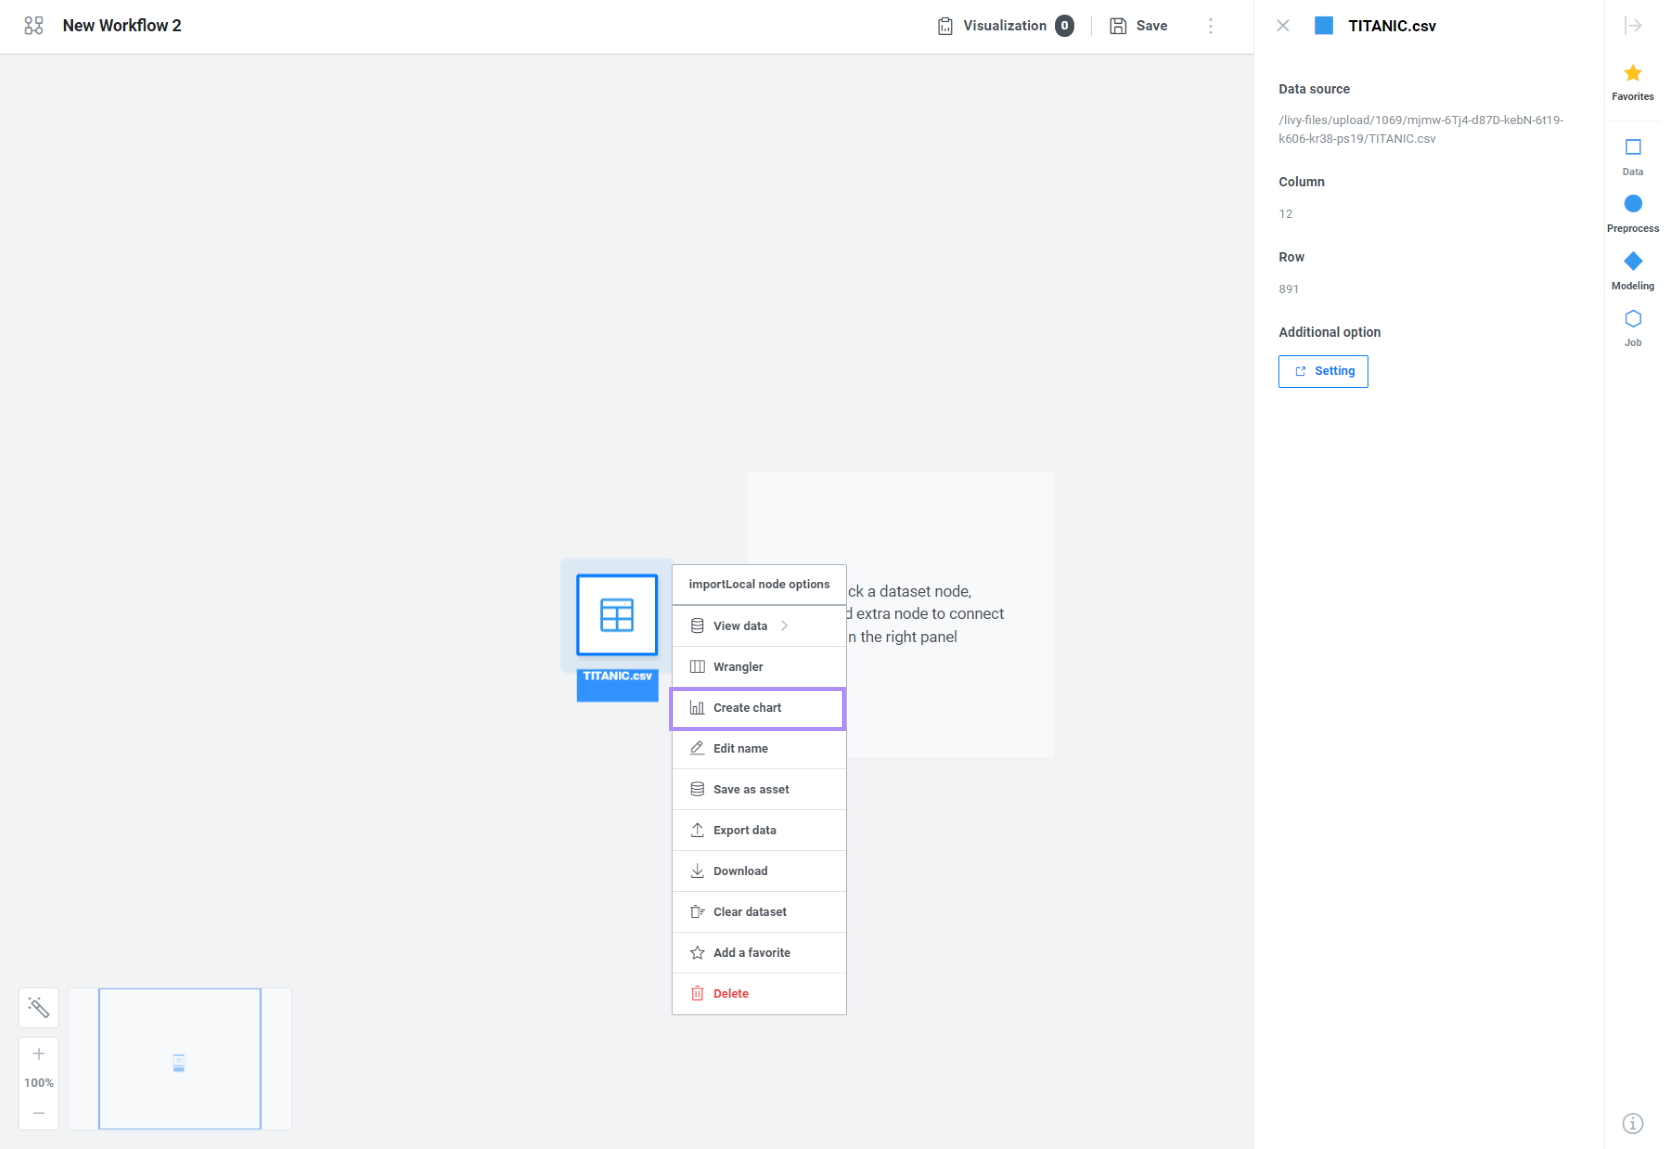 New Workflow 2
Visualization 0
Save
TITANIC.csv
Data source
/livy-files/upload/1069/mjmw-6Tj4-d87D-kebN-6t19-
k606-kr38-ps19/TITANIC.csv
Column
12
Row
891
Additional option
Setting
Favorites
Data
Preprocess
Modeling
Job
ck a dataset node,
d extra node to connect
n the right panel
TITANIC.csv
importLocal node options
View data
Wrangler
Create chart
Edit name
Save as asset
Export data
Download
Clear dataset
Add a favorite
Delete
100%